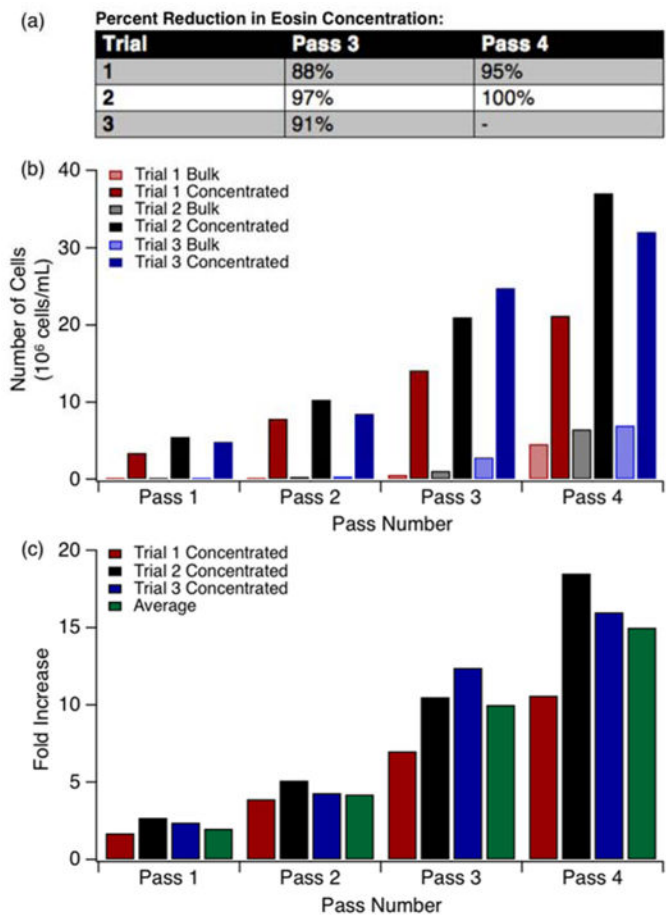 (a)
Percent Reduction in Eosin Concentration:
Trial Pass 3 Pass 4
1 88% 95%
2 97% 100%
3 91% -
(b)
40
30
20
10
0
Number of Cells
(10⁶ cells/mL)
Trial 1 Bulk
Trial 1 Concentrated
Trial 2 Bulk
Trial 2 Concentrated
Trial 3 Bulk
Trial 3 Concentrated
Pass 1 Pass 2 Pass 3 Pass 4
Pass Number
(c)
20
15
10
5
0
Fold Increase
Trial 1 Concentrated
Trial 2 Concentrated
Trial 3 Concentrated
Average
Pass 1 Pass 2 Pass 3 Pass 4
Pass Number